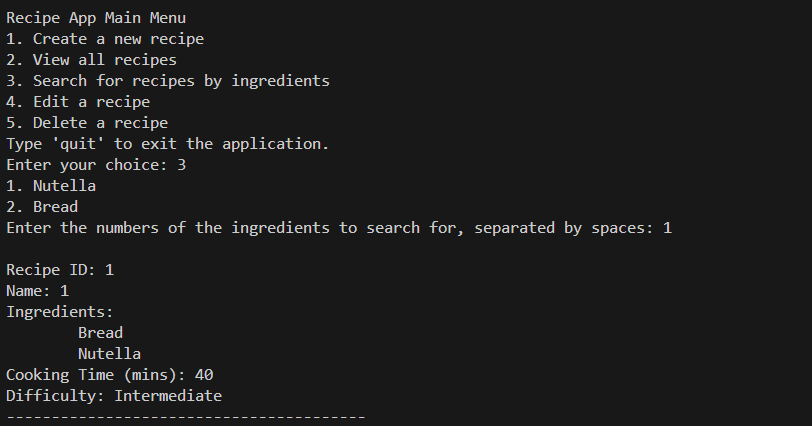 Recipe App Main Menu
1. Create a new recipe
2. View all recipes
3. Search for recipes by ingredients
4. Edit a recipe
5. Delete a recipe
Type 'quit' to exit the application.
Enter your choice: 3
1. Nutella
2. Bread
Enter the numbers of the ingredients to search for, separated by spaces: 1

Recipe ID: 1
Name: 1
Ingredients:
        Bread
        Nutella
Cooking Time (mins): 40
Difficulty: Intermediate
----------------------------------------